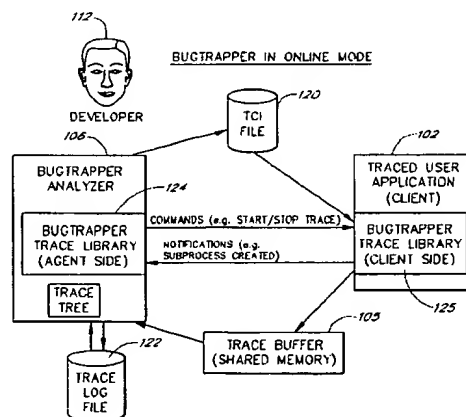 112
BUGTRAPPER IN ONLINE MODE
DEVELOPER
120
TCI
FILE
106
102
BUGTRAPPER
ANALYZER
124
TRACED USER
APPLICATION
(CLIENT)
BUGTRAPPER
TRACE LIBRARY
(AGENT SIDE)
COMMANDS (e.g. START/STOP TRACE)
NOTIFICATIONS (e.g.
SUBPROCESS CREATED)
BUGTRAPPER
TRACE LIBRARY
(CLIENT SIDE)
125
TRACE
TREE
105
TRACE BUFFER
(SHARED MEMORY)
122
TRACE
LOG
FILE